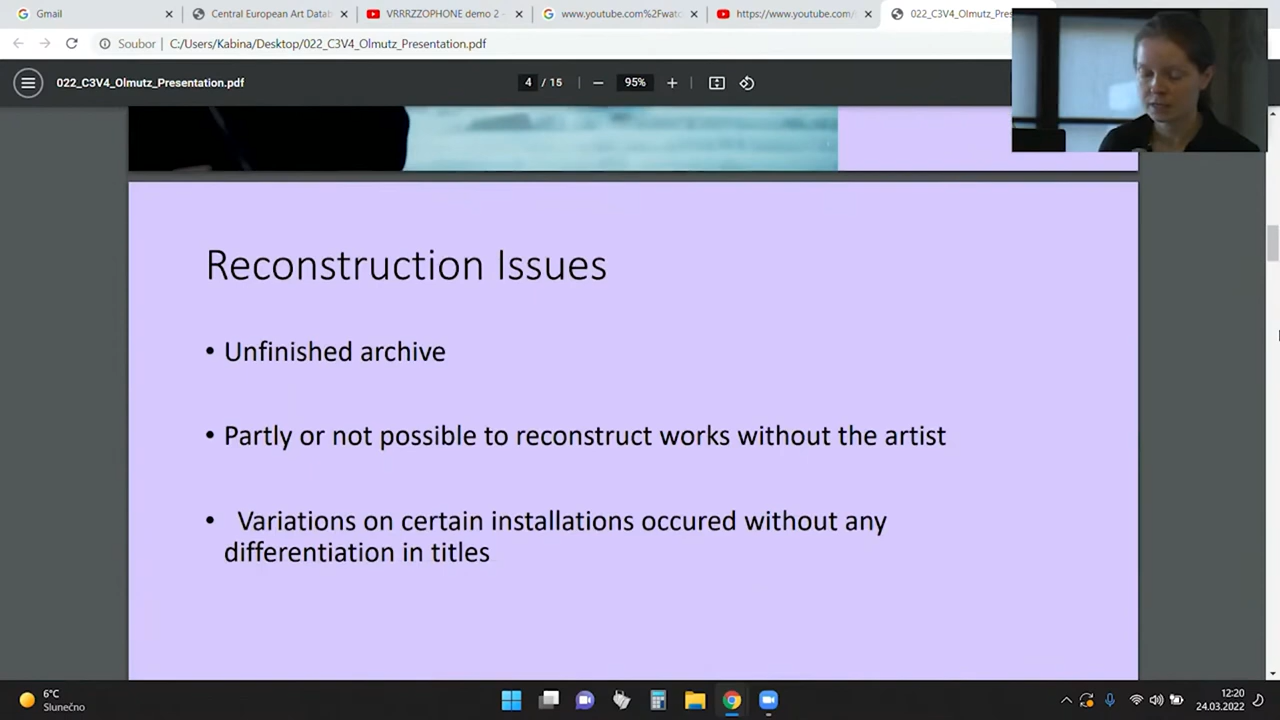 Gmail
Central European Art Datab
VRRRZZOPHONE demo 2 -
www.youtube.com%2Fwatc
https://www.youtube.com/
022_C3V4_Olmutz_Pres
Soubor
C:/Users/Kabina/Desktop/022_C3V4_Olmutz_Presentation.pdf
022_C3V4_Olmutz_Presentation.pdf
4 / 15
95%
Reconstruction Issues
• Unfinished archive
• Partly or not possible to reconstruct works without the artist
• Variations on certain installations occured without any
differentiation in titles
6°C
Slunečno
12:20
24.03.2022